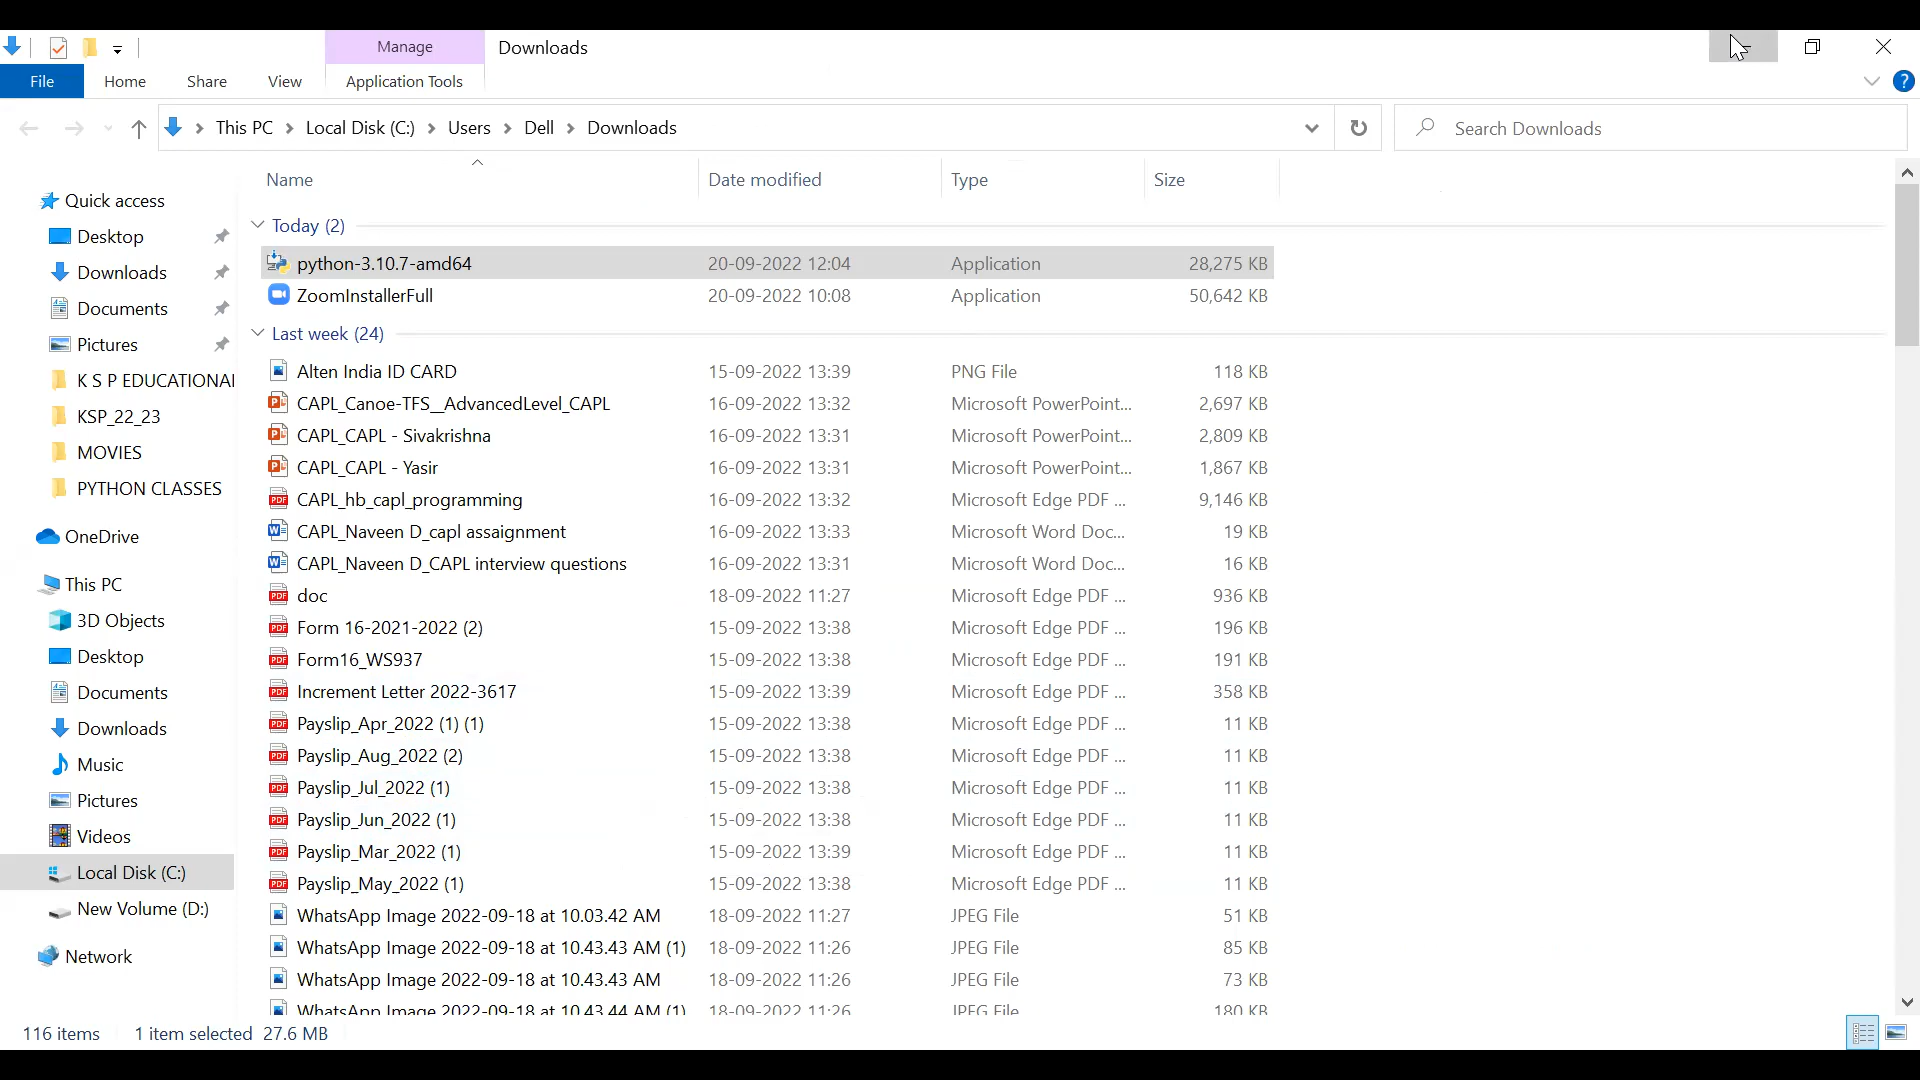 Manage
Downloads
File
Home
Share
View
Application Tools
?
This PC
Local Disk (C:)
Users
Dell
Downloads
Search Downloads
Name
Date modified
Type
Size
Quick access
Desktop
Downloads
Documents
Pictures
K S P EDUCATIONAL
KSP_22_23
MOVIES
PYTHON CLASSES
OneDrive
This PC
3D Objects
Desktop
Documents
Downloads
Music
Pictures
Videos
Local Disk (C:)
New Volume (D:)
Network
Today (2)
python-3.10.7-amd64 20-09-2022 12:04 Application 28,275 KB
ZoomInstallerFull 20-09-2022 10:08 Application 50,642 KB
Last week (24)
Alten India ID CARD 15-09-2022 13:39 PNG File 118 KB
CAPL_Canoe-TFS__AdvancedLevel_CAPL 16-09-2022 13:32 Microsoft PowerPoint... 2,697 KB
CAPL_CAPL - Sivakrishna 16-09-2022 13:31 Microsoft PowerPoint... 2,809 KB
CAPL_CAPL - Yasir 16-09-2022 13:31 Microsoft PowerPoint... 1,867 KB
CAPL_hb_capl_programming 16-09-2022 13:32 Microsoft Edge PDF ... 9,146 KB
CAPL_Naveen D_capl assaignment 16-09-2022 13:33 Microsoft Word Doc... 19 KB
CAPL_Naveen D_CAPL interview questions 16-09-2022 13:31 Microsoft Word Doc... 16 KB
doc 18-09-2022 11:27 Microsoft Edge PDF ... 936 KB
Form 16-2021-2022 (2) 15-09-2022 13:38 Microsoft Edge PDF ... 196 KB
Form16_WS937 15-09-2022 13:38 Microsoft Edge PDF ... 191 KB
Increment Letter 2022-3617 15-09-2022 13:39 Microsoft Edge PDF ... 358 KB
Payslip_Apr_2022 (1) (1) 15-09-2022 13:38 Microsoft Edge PDF ... 11 KB
Payslip_Aug_2022 (2) 15-09-2022 13:38 Microsoft Edge PDF ... 11 KB
Payslip_Jul_2022 (1) 15-09-2022 13:38 Microsoft Edge PDF ... 11 KB
Payslip_Jun_2022 (1) 15-09-2022 13:38 Microsoft Edge PDF ... 11 KB
Payslip_Mar_2022 (1) 15-09-2022 13:39 Microsoft Edge PDF ... 11 KB
Payslip_May_2022 (1) 15-09-2022 13:38 Microsoft Edge PDF ... 11 KB
WhatsApp Image 2022-09-18 at 10.03.42 AM 18-09-2022 11:27 JPEG File 51 KB
WhatsApp Image 2022-09-18 at 10.43.43 AM (1) 18-09-2022 11:26 JPEG File 85 KB
WhatsApp Image 2022-09-18 at 10.43.43 AM 18-09-2022 11:26 JPEG File 73 KB
WhatsApp Image 2022-09-18 at 10.43.44 AM (1) 18-09-2022 11:26 JPEG File 180 KB
116 items 1 item selected 27.6 MB